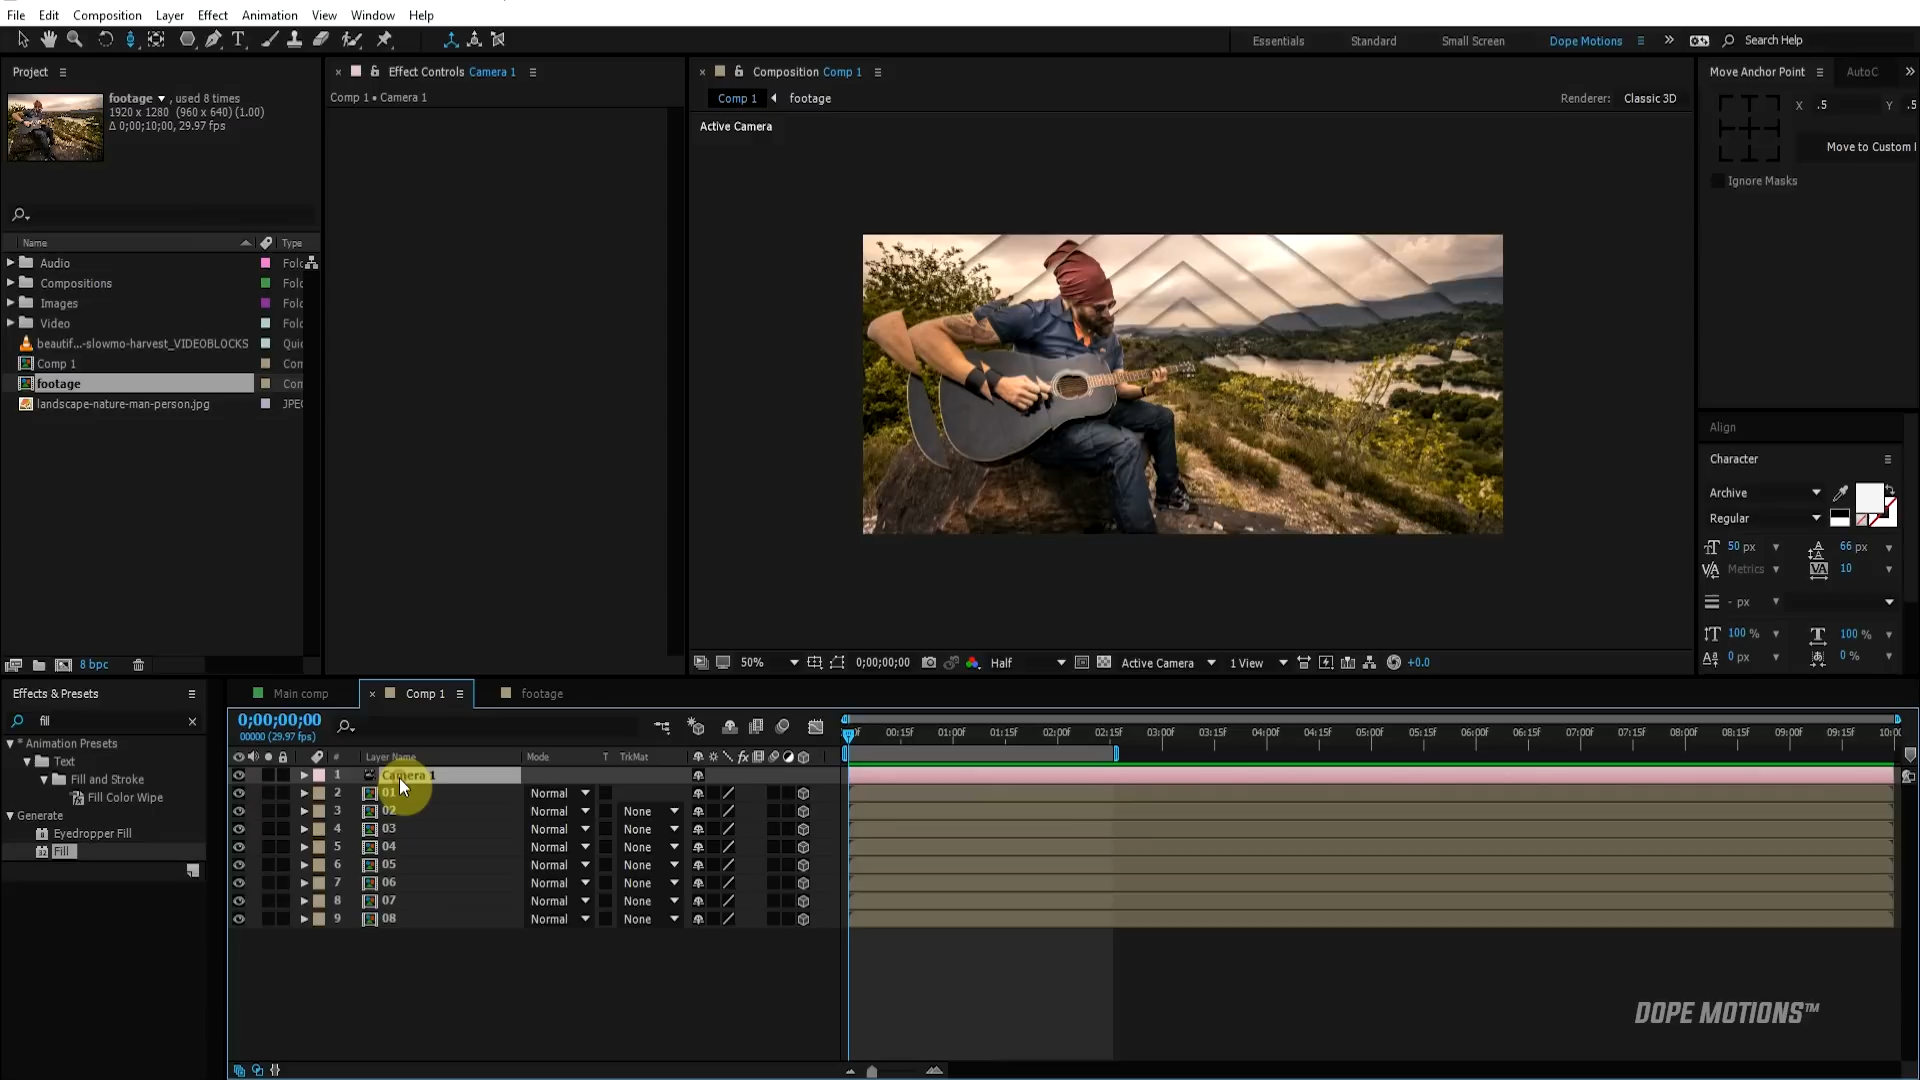 File Edit Composition Layer Effect Animation View Window Help
T Essentials Standard Small Screen Dope Motions Search Help
Project
footage , used 8 times
1920 x 1280 (960 x 640) (1.00)
Δ 0;00;10;00, 29.97 fps
Name Type
Audio Folc
Compositions Folc
Images Folc
Video Folc
beautif...-slowmo-harvest_VIDEOBLOCKS Quic
Comp 1 Com
footage Com
landscape-nature-man-person.jpg JPEC
8 bpc
Effect Controls Camera 1
Comp 1 • Camera 1
Composition Comp 1
Comp 1 footage Renderer: Classic 3D
Active Camera
50% 0;00;00;00 Half Active Camera 1 View +0.0
Move Anchor Point AutoC
X .5 Y .5
Move to Custom
Ignore Masks
Align
Character
Archive
Regular
50 px 66 px
Metrics 10
- px
100 % 100 %
0 px 0 %
Effects & Presets
fill
* Animation Presets
Text
Fill and Stroke
Fill Color Wipe
Generate
Eyedropper Fill
Fill
Main comp Comp 1 footage
0;00;00;00
00000 (29.97 fps)
00:15f 01:00f 01:15f 02:00f 02:15f 03:00f 03:15f 04:00f 04:15f 05:00f 05:15f 06:00f 06:15f 07:00f 07:15f 08:00f 08:15f 09:00f 09:15f 10:00
# Layer Name Mode T TrkMat
1 Camera 1
2 01 Normal
3 02 Normal None
4 03 Normal None
5 04 Normal None
6 05 Normal None
7 06 Normal None
8 07 Normal None
9 08 Normal None
DOPE MOTIONS™